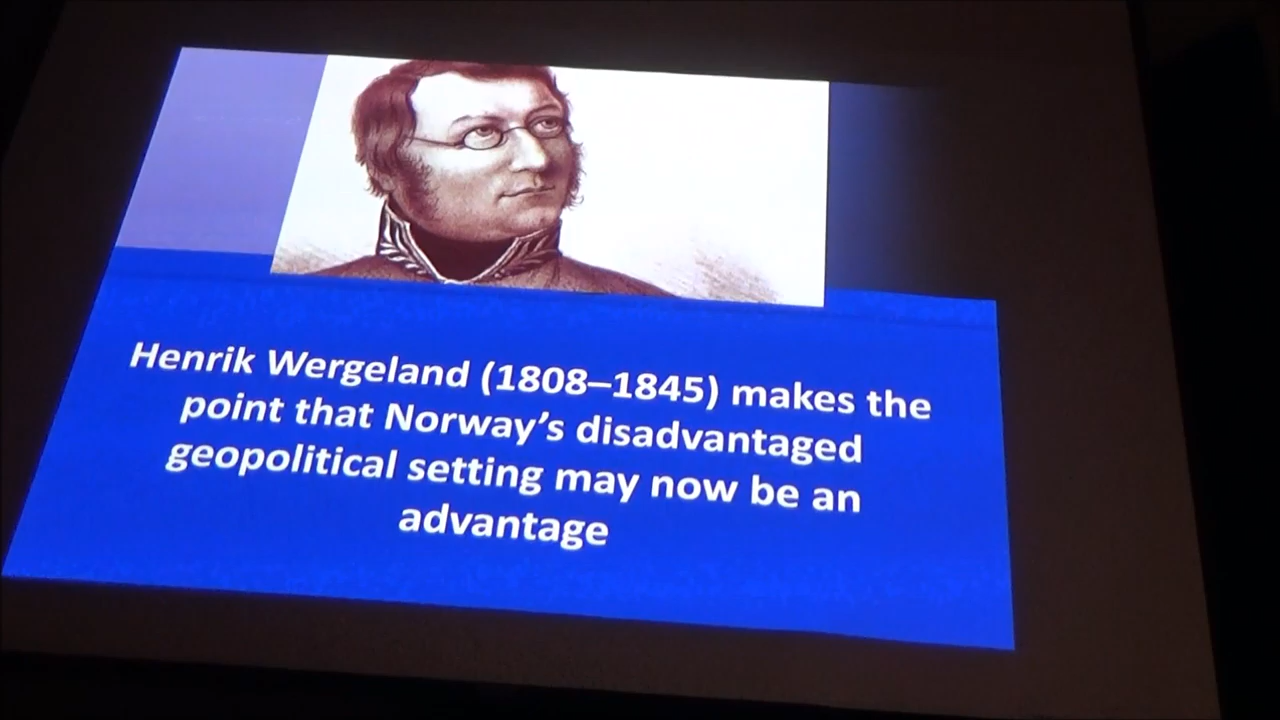 Henrik Wergeland (1808–1845) makes the
point that Norway’s disadvantaged
geopolitical setting may now be an
advantage